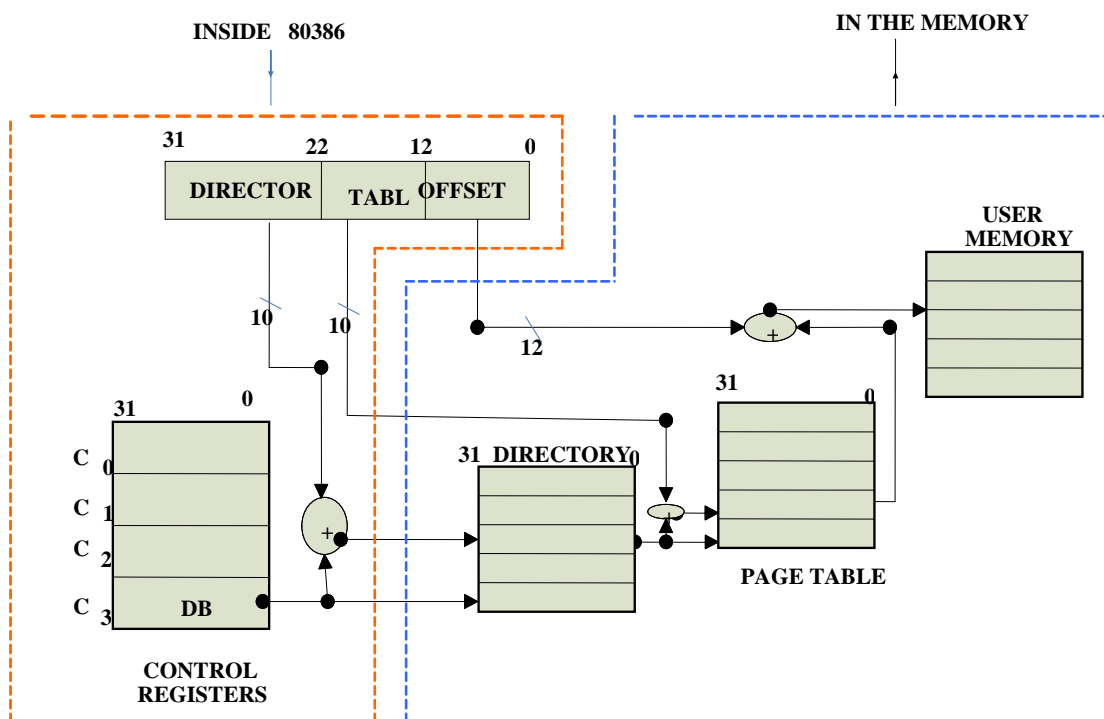 INSIDE 80386
IN THE MEMORY
31
22
12
0
DIRECTOR
TABL
OFFSET
USER
MEMORY
10
10
12
31
0
31
0
C 0
C 1
C 2
C 3
DB
+
+
+
31 DIRECTORY 0
PAGE TABLE
CONTROL
REGISTERS